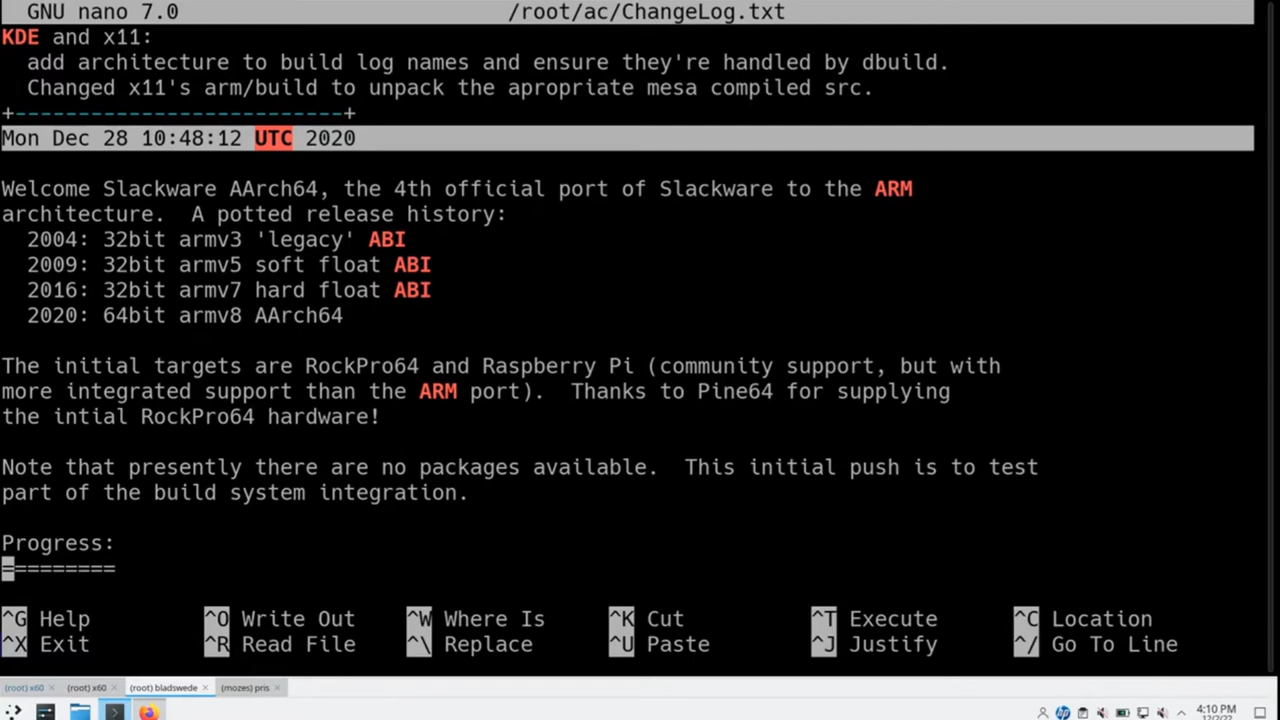 GNU nano 7.0 /root/ac/ChangeLog.txt
KDE and x11:
add architecture to build log names and ensure they're handled by dbuild.
Changed x11's arm/build to unpack the apropriate mesa compiled src.
+--------------------------+
Mon Dec 28 10:48:12 UTC 2020
Welcome Slackware AArch64, the 4th official port of Slackware to the ARM
architecture. A potted release history:
2004: 32bit armv3 'legacy' ABI
2009: 32bit armv5 soft float ABI
2016: 32bit armv7 hard float ABI
2020: 64bit armv8 AArch64
The initial targets are RockPro64 and Raspberry Pi (community support, but with
more integrated support than the ARM port). Thanks to Pine64 for supplying
the intial RockPro64 hardware!
Note that presently there are no packages available. This initial push is to test
part of the build system integration.
Progress:
=========
^G Help ^O Write Out ^W Where Is ^K Cut ^T Execute ^C Location
^X Exit ^R Read File ^\ Replace ^U Paste ^J Justify ^/ Go To Line
(root) x60 (root) x60 (root) bladswede (mozes) pris
4:10 PM
12/2/22